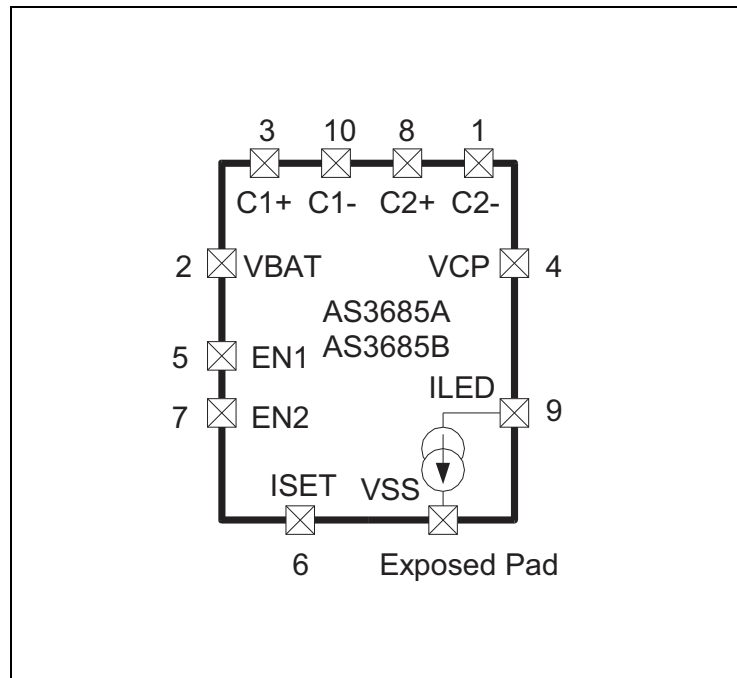 3 10 8 1
C1+ C1- C2+ C2-
2 VBAT VCP 4
AS3685A
AS3685B
5 EN1
ILED
7 EN2 9
ISET VSS
6 Exposed Pad